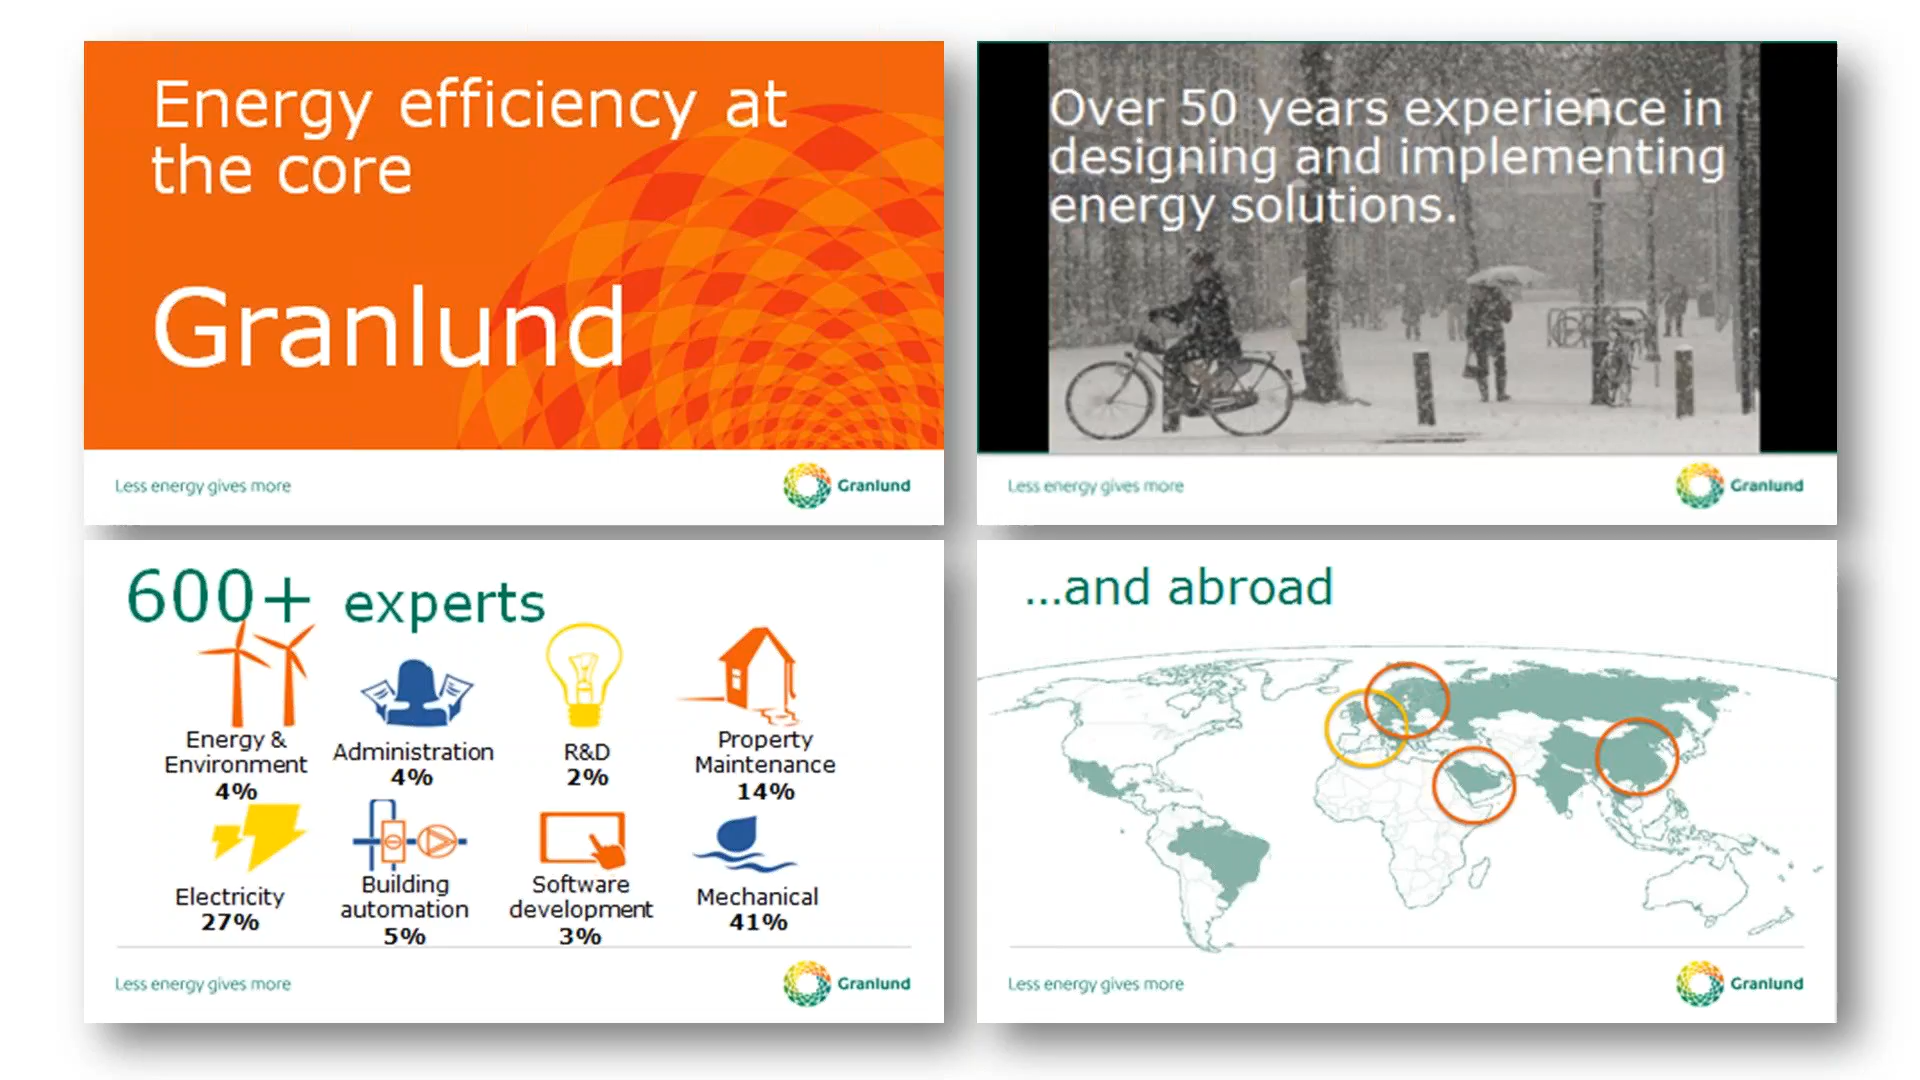 Energy efficiency at
the core
Granlund
Less energy gives more
Granlund
Over 50 years experience in
designing and implementing
energy solutions.
Less energy gives more
Granlund
600+ experts
Energy &
Environment
4%
Administration
4%
R&D
2%
Property
Maintenance
14%
Electricity
27%
Building
automation
5%
Software
development
3%
Mechanical
41%
Less energy gives more
Granlund
...and abroad
Less energy gives more
Granlund